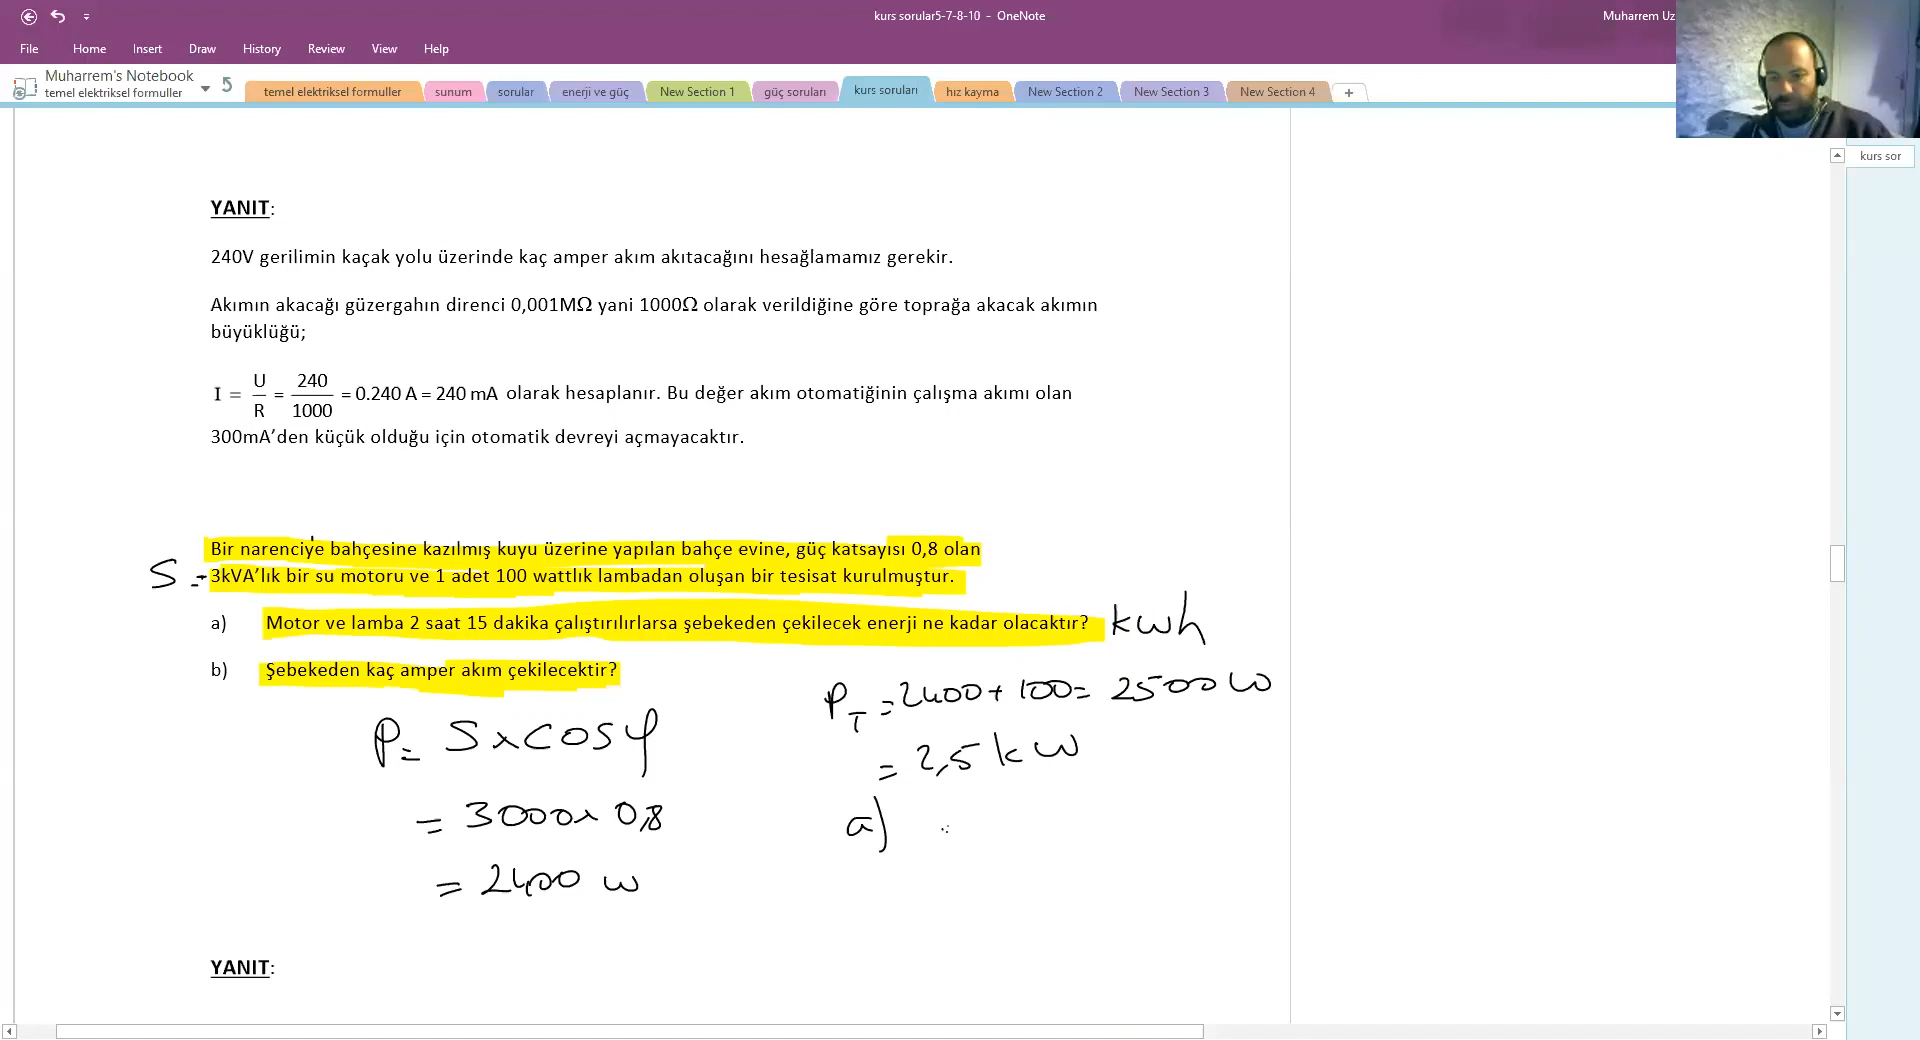 kurs sorular5-7-8-10 - OneNote
Muharrem Uz
File Home Insert Draw History Review View Help
Muharrem's Notebook
temel elektriksel formuller
temel elektriksel formuller sunum sorular enerji ve güç New Section 1 güç soruları kurs soruları hız kayma New Section 2 New Section 3 New Section 4 +
kurs sor
YANIT:
240V gerilimin kaçak yolu üzerinde kaç amper akım akıtacağını hesağlamamız gerekir.
Akımın akacağı güzergahın direnci 0,001MΩ yani 1000Ω olarak verildiğine göre toprağa akacak akımın
büyüklüğü;
I = U/R = 240/1000 = 0.240 A = 240 mA olarak hesaplanır. Bu değer akım otomatiğinin çalışma akımı olan
300mA’den küçük olduğu için otomatik devreyi açmayacaktır.
Bir narenciye bahçesine kazılmış kuyu üzerine yapılan bahçe evine, güç katsayısı 0,8 olan
S = 3kVA’lık bir su motoru ve 1 adet 100 wattlık lambadan oluşan bir tesisat kurulmuştur.
a) Motor ve lamba 2 saat 15 dakika çalıştırılırlarsa şebekeden çekilecek enerji ne kadar olacaktır? kwh
b) Şebekeden kaç amper akım çekilecektir?
P = S x cos φ
= 3000 x 0,8
= 2400 w
PT = 2400 + 100 = 2500 w
= 2,5 k w
a)
YANIT: